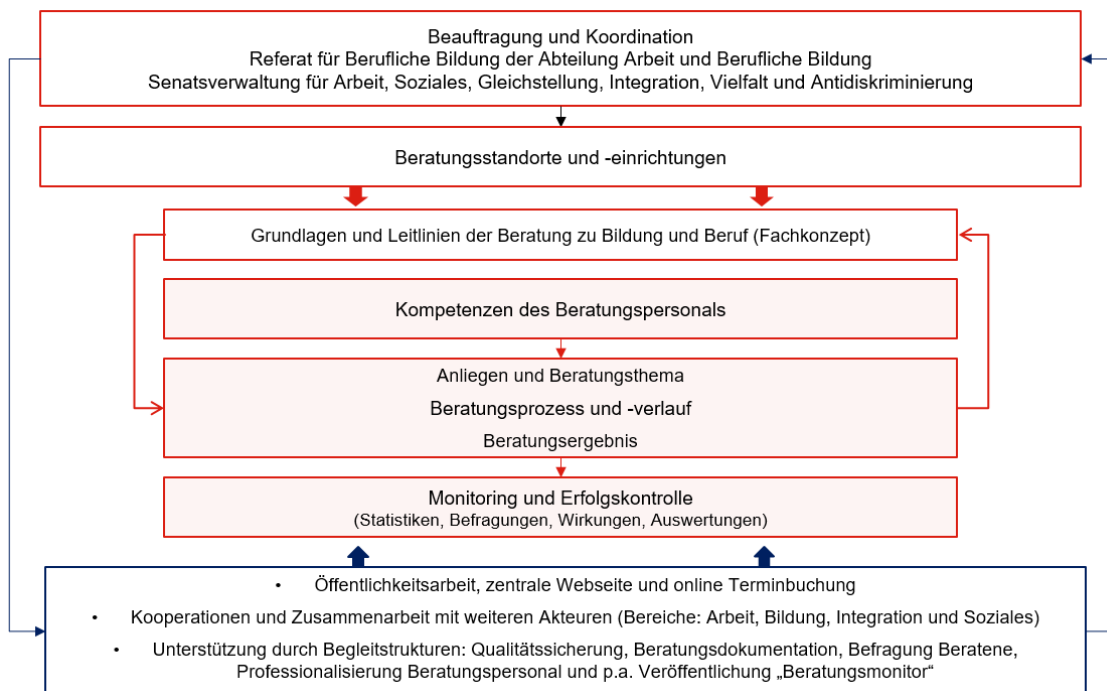 Beauftragung und Koordination
Referat für Berufliche Bildung der Abteilung Arbeit und Berufliche Bildung
Senatsverwaltung für Arbeit, Soziales, Gleichstellung, Integration, Vielfalt und Antidiskriminierung
Beratungsstandorte und -einrichtungen
Grundlagen und Leitlinien der Beratung zu Bildung und Beruf (Fachkonzept)
Kompetenzen des Beratungspersonals
Anliegen und Beratungsthema
Beratungsprozess und -verlauf
Beratungsergebnis
Monitoring und Erfolgskontrolle
(Statistiken, Befragungen, Wirkungen, Auswertungen)
• Öffentlichkeitsarbeit, zentrale Webseite und online Terminbuchung
• Kooperationen und Zusammenarbeit mit weiteren Akteuren (Bereiche: Arbeit, Bildung, Integration und Soziales)
• Unterstützung durch Begleitstrukturen: Qualitätssicherung, Beratungsdokumentation, Befragung Beratene,
Professionalisierung Beratungspersonal und p.a. Veröffentlichung „Beratungsmonitor“